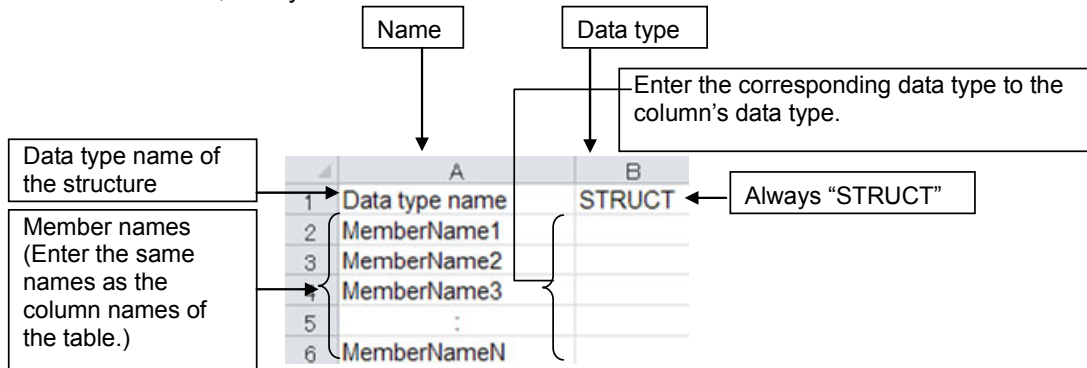 Name
Data type
Enter the corresponding data type to the
column's data type.
Data type name of
the structure
A
B
1 Data type name STRUCT
Always “STRUCT”
Member names
(Enter the same
names as the
column names of
the table.)
2 MemberName1
3 MemberName2
4 MemberName3
5 :
6 MemberNameN